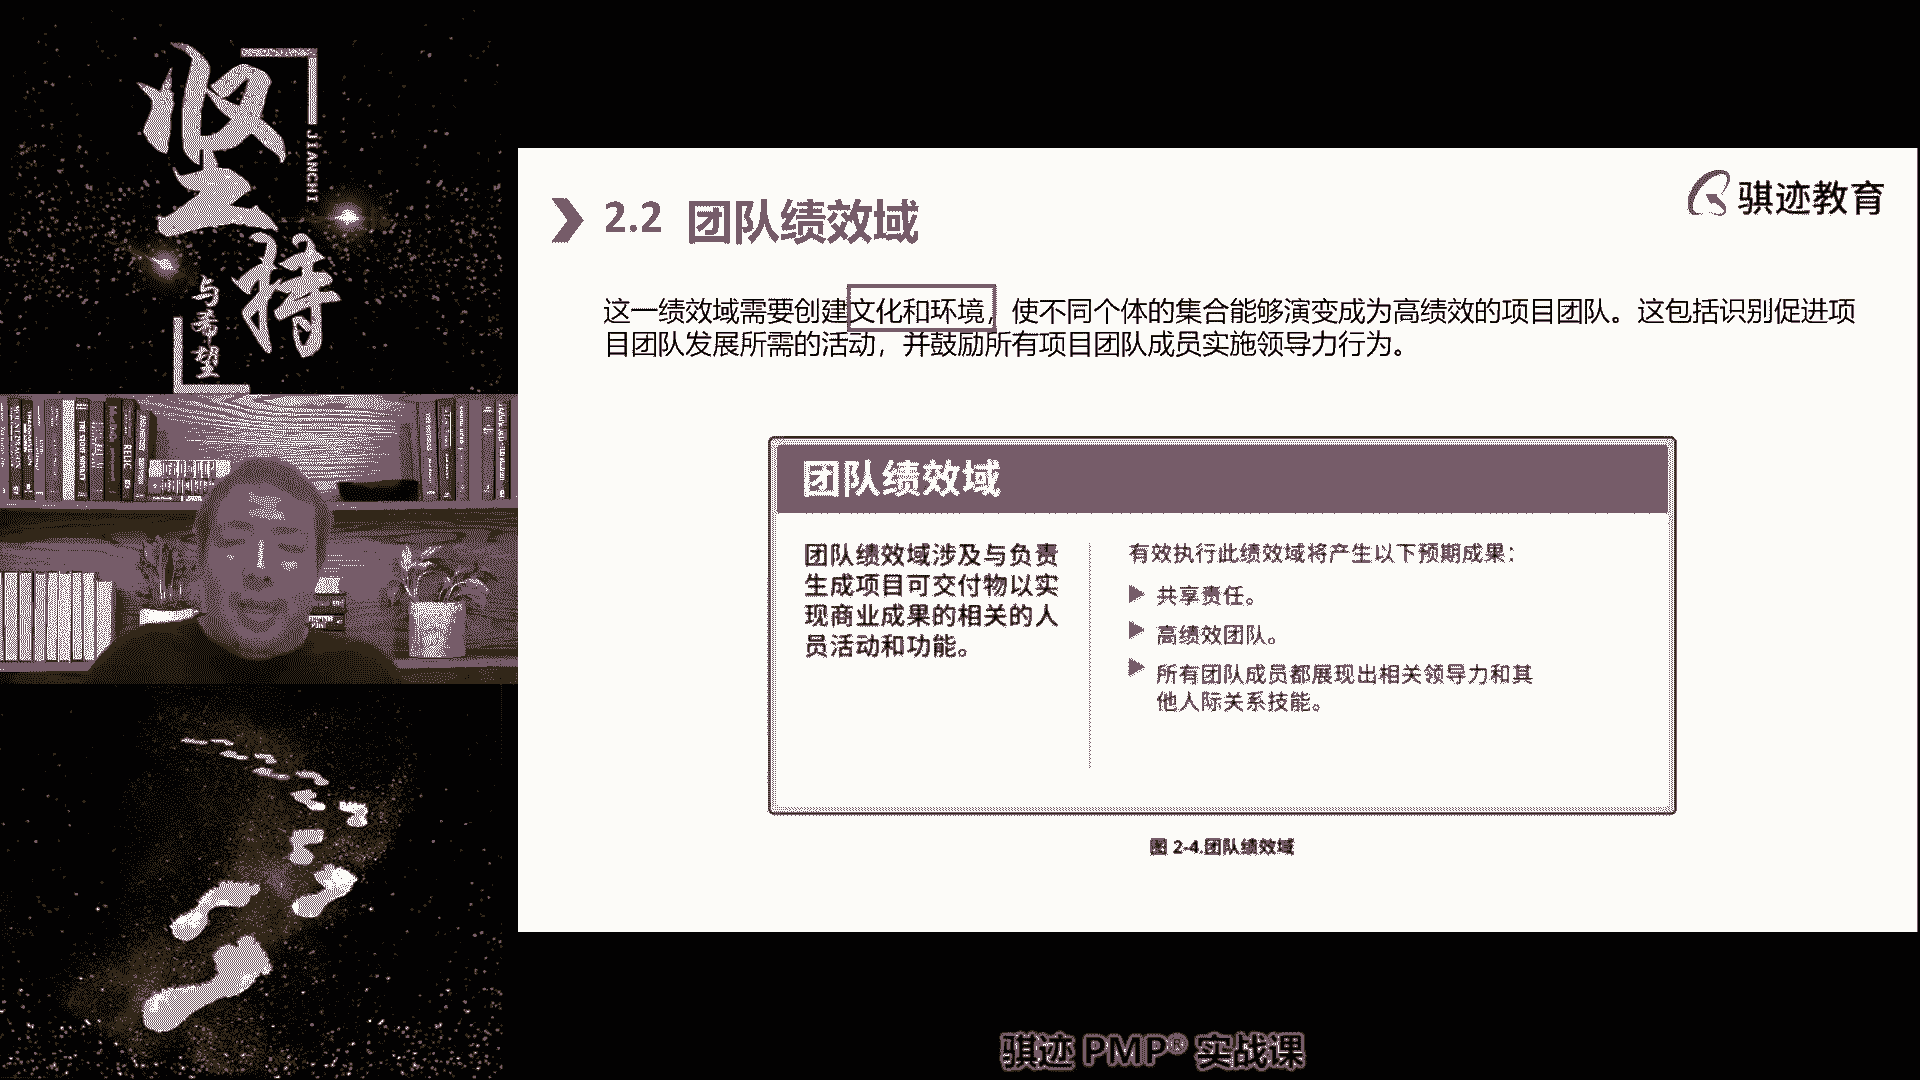 坚持
JIANCHI
与希望
RELIC
骐迹教育
2.2 团队绩效域
这一绩效域需要创建文化和环境，使不同个体的集合能够演变成为高绩效的项目团队。这包括识别促进项
目团队发展所需的活动，并鼓励所有项目团队成员实施领导力行为。
团队绩效域
团队绩效域涉及与负责
生成项目可交付物以实
现商业成果的相关的人
员活动和功能。
有效执行此绩效域将产生以下预期成果：
共享责任。
高绩效团队。
所有团队成员都展现出相关领导力和其
他人际关系技能。
图 2-4.团队绩效域
骐迹 PMP® 实战课